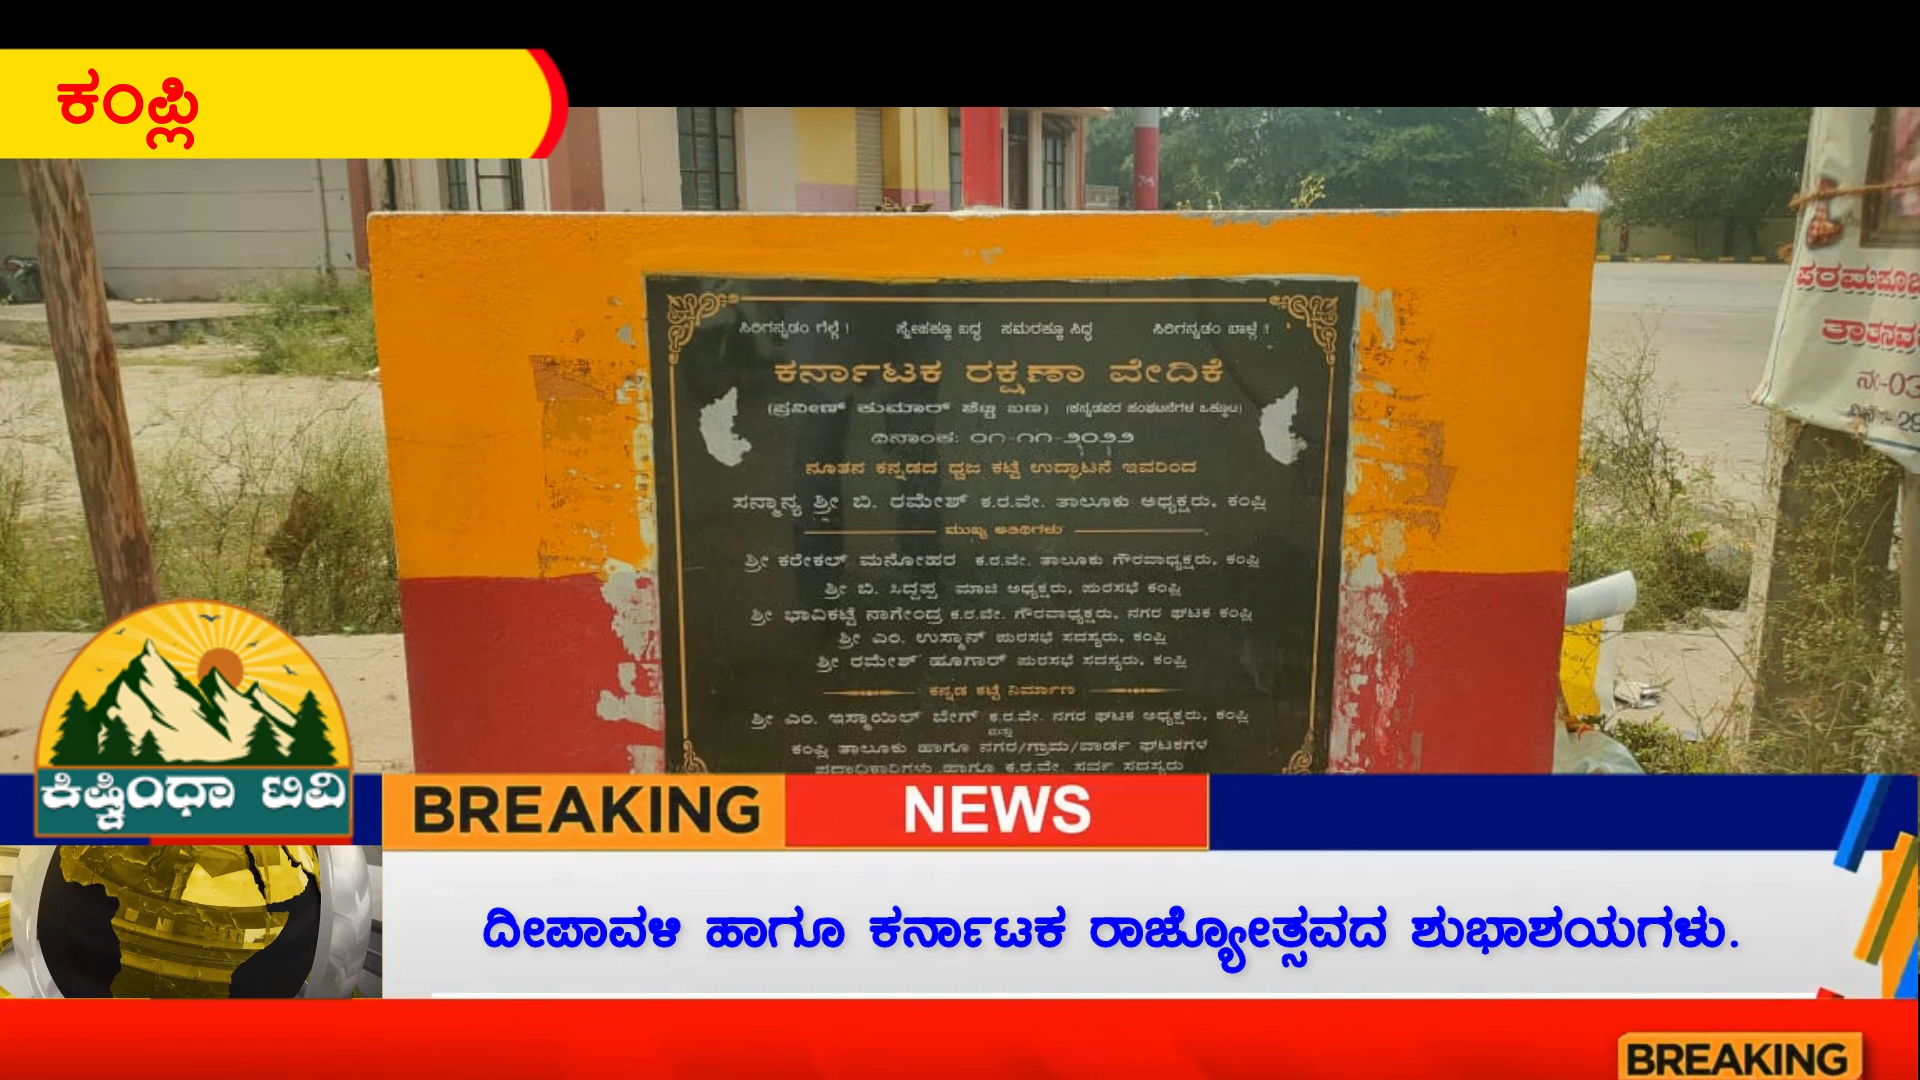 ಕಂಪ್ಲಿ
ಸಿರಿಗನ್ನಡಂ ಗೆಲ್ಗೆ ! ಸ್ನೇಹಕ್ಕೂ ಬದ್ಧ ಸಮರಕ್ಕೂ ಸಿದ್ಧ ಸಿರಿಗನ್ನಡಂ ಬಾಳ್ಗೆ !
ಕರ್ನಾಟಕ ರಕ್ಷಣಾ ವೇದಿಕೆ
(ಪ್ರವೀಣ್ ಕುಮಾರ್ ಶೆಟ್ಟಿ ಬಣ) (ಕನ್ನಡಪರ ಸಂಘಟನೆಗಳ ಒಕ್ಕೂಟ)
ದಿನಾಂಕ: ೦೧-೧೧-೨೦೨೨
ನೂತನ ಕನ್ನಡದ ಧ್ವಜ ಕಟ್ಟೆ ಉದ್ಘಾಟನೆ ಇವರಿಂದ
ಸನ್ಮಾನ್ಯ ಶ್ರೀ ಬಿ. ರಮೇಶ್ ಕ.ರ.ವೇ. ತಾಲೂಕು ಅಧ್ಯಕ್ಷರು, ಕಂಪ್ಲಿ
ಮುಖ್ಯ ಅತಿಥಿಗಳು
ಶ್ರೀ ಕರೇಕಲ್ ಮನೋಹರ ಕ.ರ.ವೇ. ತಾಲೂಕು ಗೌರವಾಧ್ಯಕ್ಷರು, ಕಂಪ್ಲಿ
ಶ್ರೀ ಬಿ. ಸಿದ್ದಪ್ಪ ಮಾಜಿ ಅಧ್ಯಕ್ಷರು, ಪುರಸಭೆ ಕಂಪ್ಲಿ
ಶ್ರೀ ಭಾವಿಕಟ್ಟೆ ನಾಗೇಂದ್ರ ಕ.ರ.ವೇ. ಗೌರವಾಧ್ಯಕ್ಷರು, ನಗರ ಘಟಕ ಕಂಪ್ಲಿ
ಶ್ರೀ ಎಂ. ಉಸ್ಮಾನ್ ಪುರಸಭೆ ಸದಸ್ಯರು, ಕಂಪ್ಲಿ
ಶ್ರೀ ರಮೇಶ್ ಹೂಗಾರ್ ಪುರಸಭೆ ಸದಸ್ಯರು, ಕಂಪ್ಲಿ
ಕನ್ನಡ ಕಟ್ಟೆ ನಿರ್ಮಾಣ
ಶ್ರೀ ಎಂ. ಇಸ್ಮಾಯಿಲ್ ಬೇಗ್ ಕ.ರ.ವೇ. ನಗರ ಘಟಕ ಅಧ್ಯಕ್ಷರು, ಕಂಪ್ಲಿ
ಮತ್ತು
ಕಂಪ್ಲಿ ತಾಲೂಕು ಹಾಗೂ ನಗರ/ಗ್ರಾಮ/ವಾರ್ಡ್ ಘಟಕಗಳ
ಪದಾಧಿಕಾರಿಗಳು ಹಾಗೂ ಕ.ರ.ವೇ. ಸರ್ವ ಸದಸ್ಯರು
ಕಿಷ್ಕಿಂಧಾ ಟಿವಿ
BREAKING NEWS
ದೀಪಾವಳಿ ಹಾಗೂ ಕರ್ನಾಟಕ ರಾಜ್ಯೋತ್ಸವದ ಶುಭಾಶಯಗಳು.
BREAKING